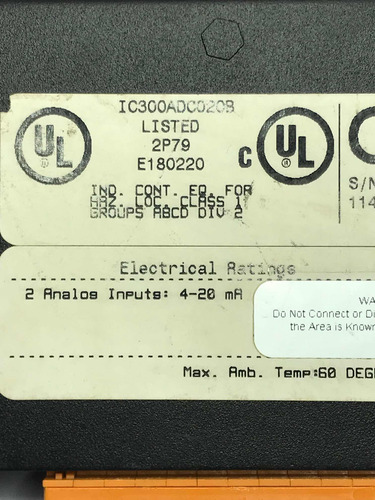 IC300ADC020B
LISTED
2P79
E180220
UL
C UL
IND. CONT. EQ. FOR
HAZ. LOC. CLASS 1
GROUPS ABCD DIV 2
S/N
114
Electrical Ratings
2 Analog Inputs: 4-20 mA
WA
Do Not Connect or Di
the Area is Known
Max. Amb. Temp:60 DEG